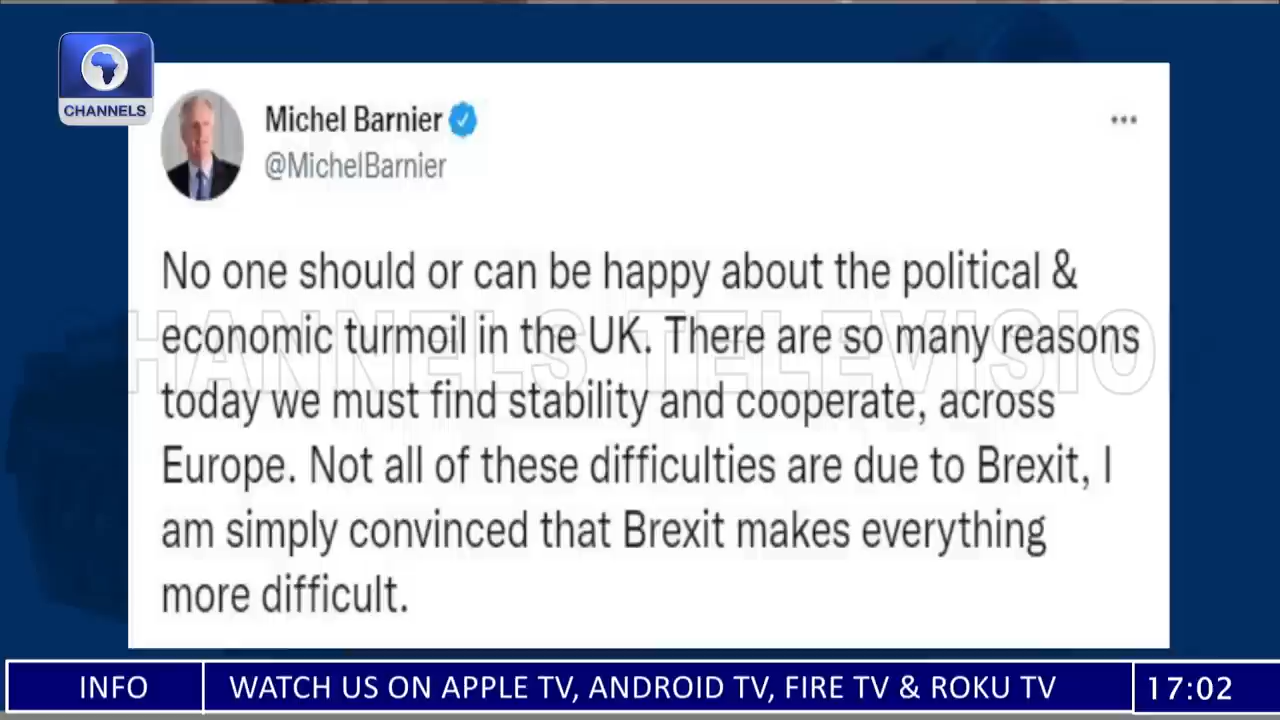 CHANNELS
Michel Barnier
@MichelBarnier
No one should or can be happy about the political &
economic turmoil in the UK. There are so many reasons
today we must find stability and cooperate, across
Europe. Not all of these difficulties are due to Brexit, I
am simply convinced that Brexit makes everything
more difficult.
CHANNELS TELEVISIO
INFO
WATCH US ON APPLE TV, ANDROID TV, FIRE TV & ROKU TV
17:02